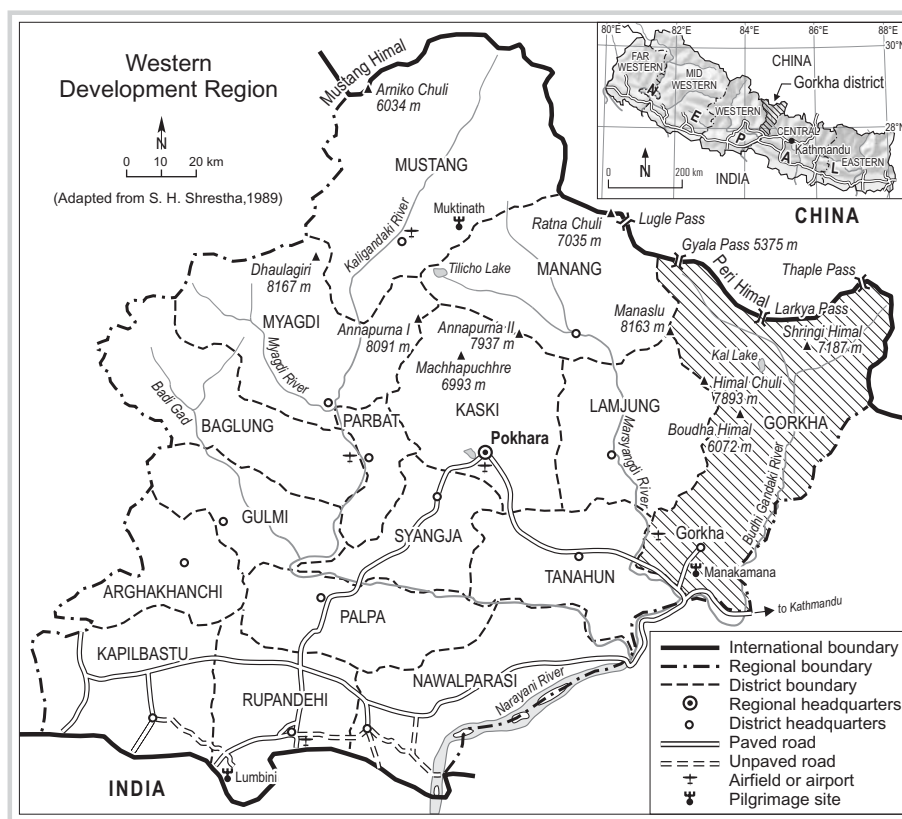 Western
Development Region
N
0 10 20 km
(Adapted from S. H. Shrestha,1989)
80°E 82°E 84°E 86°E 88°E
30°N
28°N
FAR
WESTERN
MID
WESTERN
WESTERN
CENTRAL
EASTERN
CHINA
Gorkha district
Kathmandu
INDIA
N E P A L
N
0 200 km
Mustang Himal
Arniko Chuli
6034 m
MUSTANG
Kaligandaki River
Muktinath
CHINA
Ratna Chuli
7035 m
Lugle Pass
Gyala Pass 5375 m
Peri Himal
Thaple Pass
Larkya Pass
Shringi Himal
7187 m
Dhaulagiri
8167 m
Tilicho Lake
MANANG
Manaslu
8163 m
MYAGDI
Myagdi River
Annapurna I
8091 m
Annapurna II
7937 m
Machhapuchhre
6993 m
Kal Lake
Himal Chuli
7893 m
Boudha Himal
6072 m
GORKHA
Budhi Gandaki River
Badi Gad
BAGLUNG
PARBAT
KASKI
LAMJUNG
Marsyangdi River
Pokhara
GULMI
SYANGJA
Gorkha
Manakamana
TANAHUN
ARGHAKHANCHI
to Kathmandu
PALPA
KAPILBASTU
NAWALPARASI
RUPANDEHI
Narayani River
Lumbini
INDIA
International boundary
Regional boundary
District boundary
Regional headquarters
District headquarters
Paved road
Unpaved road
Airfield or airport
Pilgrimage site